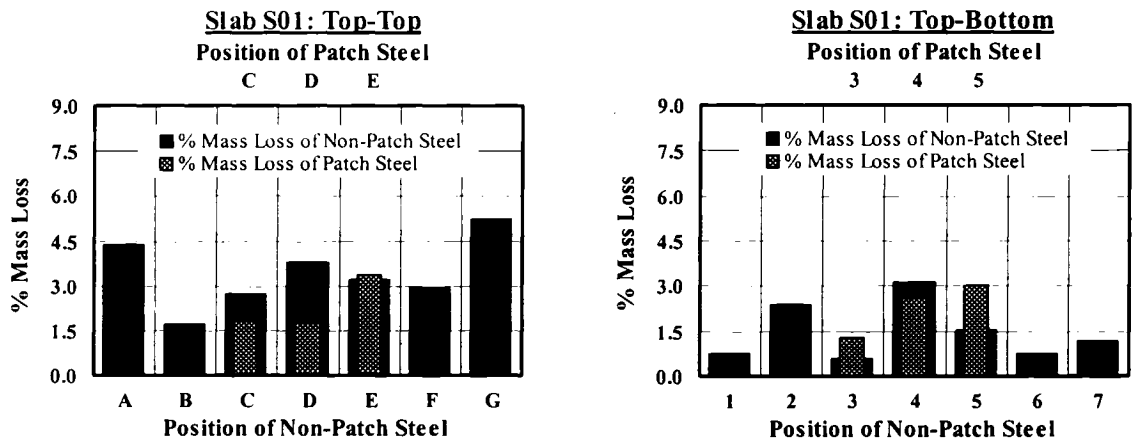 Slab S01: Top-Top
Position of Patch Steel
C D E
9.0
7.5
6.0
4.5
3.0
1.5
0.0
% Mass Loss
% Mass Loss of Non-Patch Steel
% Mass Loss of Patch Steel
A B C D E F G
Position of Non-Patch Steel
Slab S01: Top-Bottom
Position of Patch Steel
3 4 5
9.0
7.5
6.0
4.5
3.0
1.5
0.0
% Mass Loss
% Mass Loss of Non-Patch Steel
% Mass Loss of Patch Steel
1 2 3 4 5 6 7
Position of Non-Patch Steel